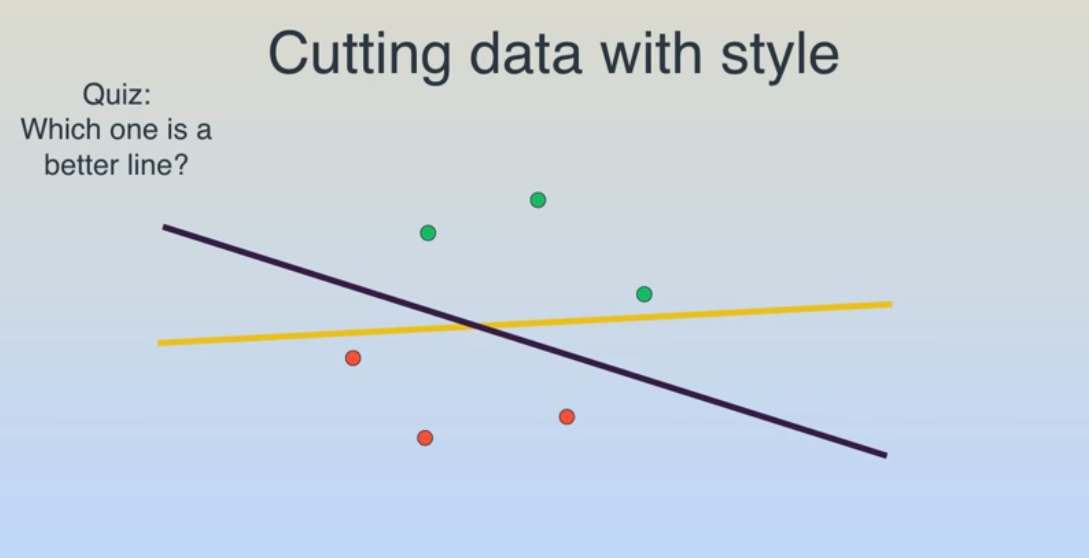 Cutting data with style
Quiz:
Which one is a
better line?